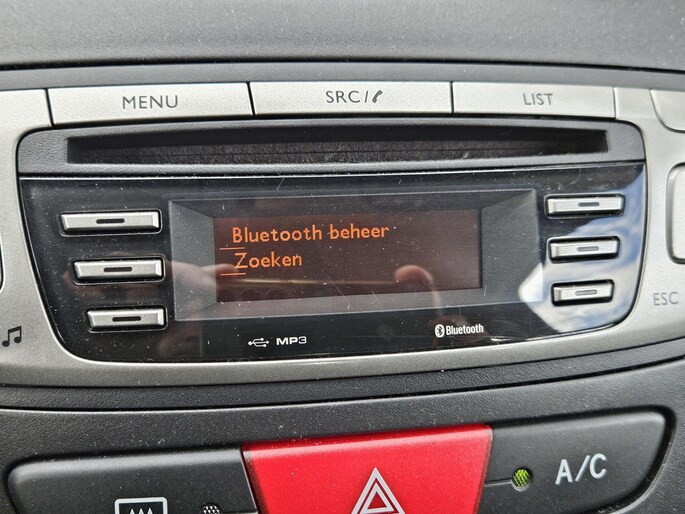 MENU
SRC/
LIST
Bluetooth beheer
Zoeken
ESC
MP3
Bluetooth
A/C